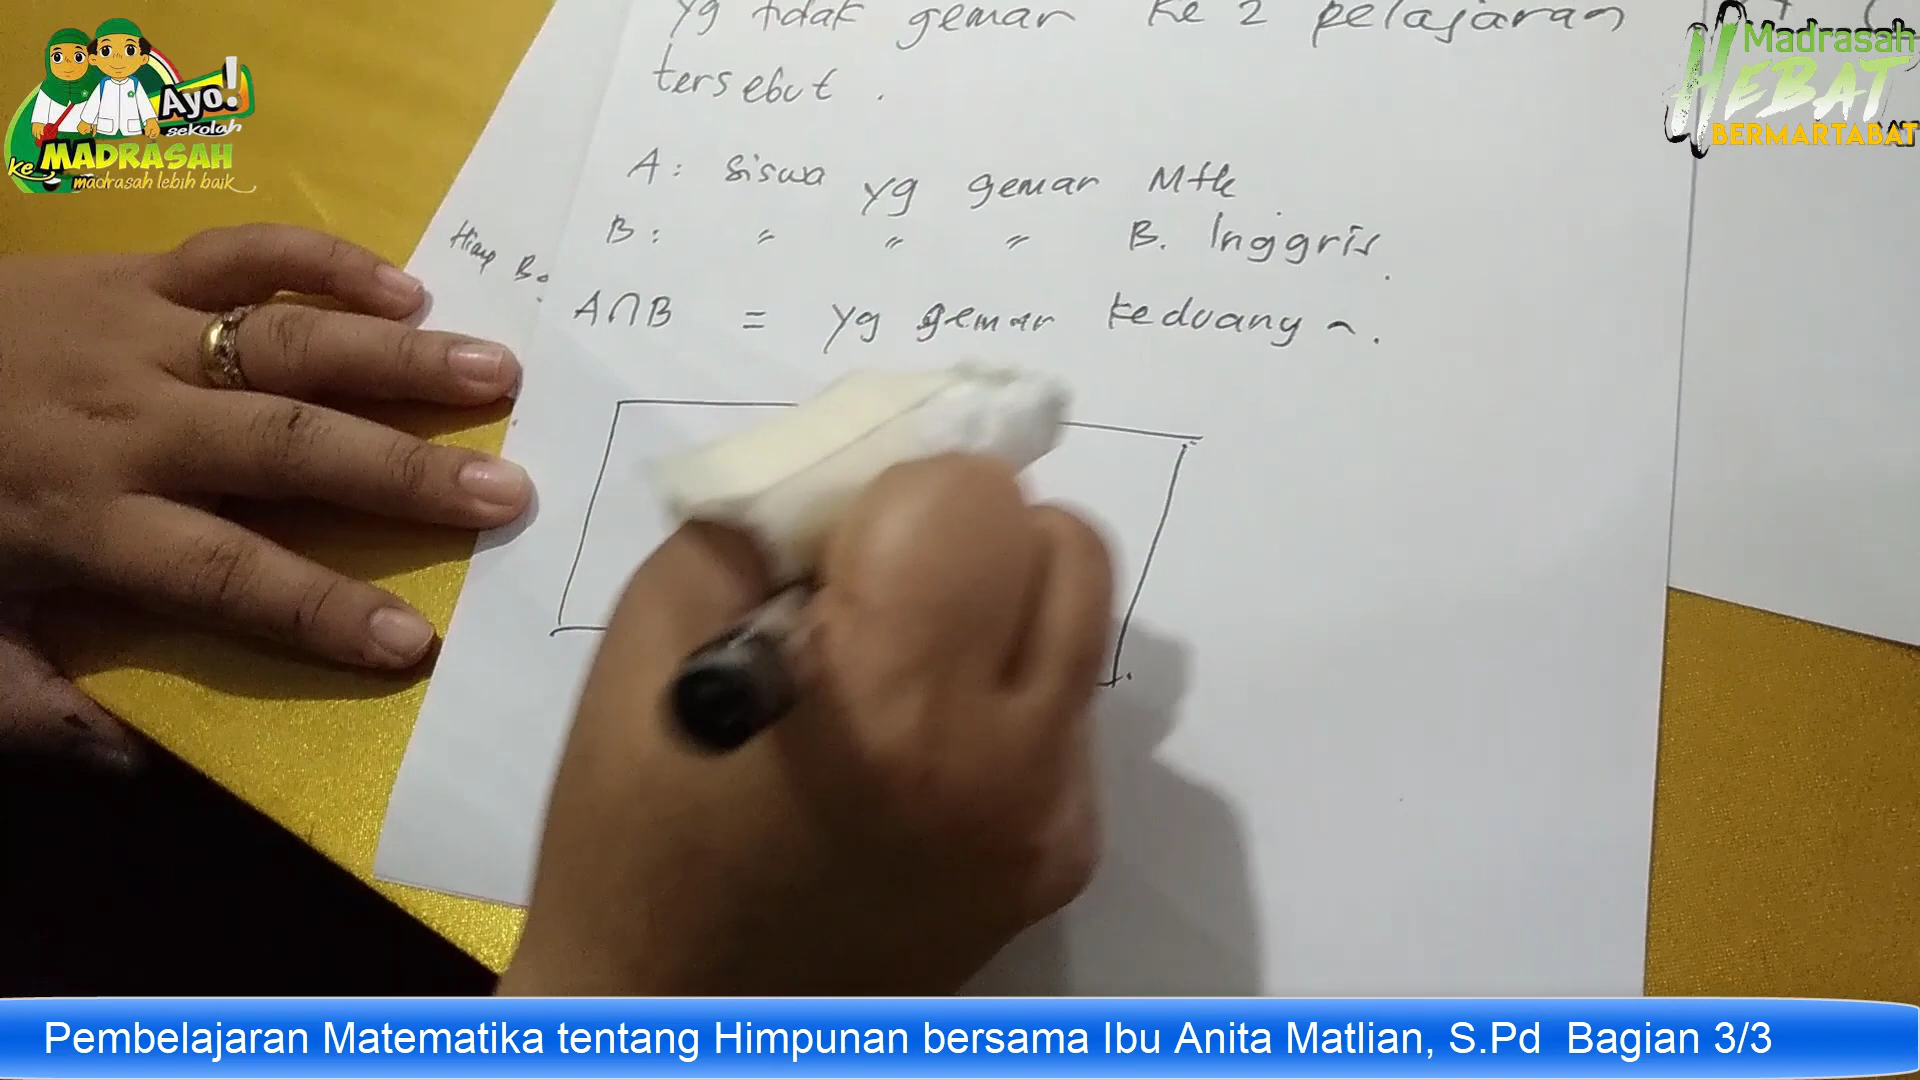 yg tidak gemar ke 2 pelajaran
tersebut.
A: Siswa yg gemar Mtk.
B: " " " B. Inggris.
A∩B = yg gemar keduanya.
Ayo!
sekolah
ke MADRASAH
madrasah lebih baik
Madrasah
HEBAT
BERMARTABAT
Pembelajaran Matematika tentang Himpunan bersama Ibu Anita Matlian, S.Pd Bagian 3/3